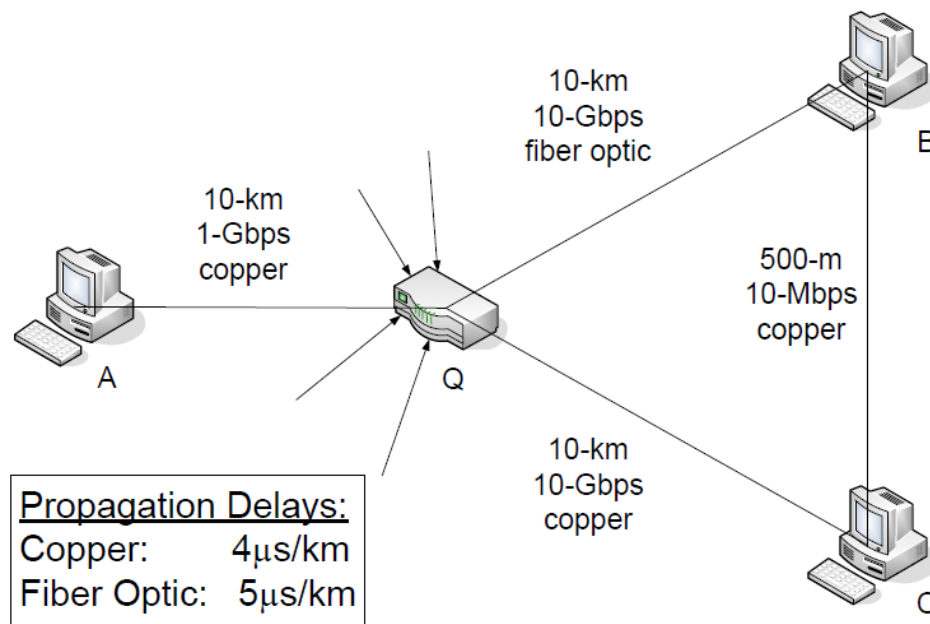 10-km
10-Gbps
fiber optic
10-km
1-Gbps
copper
500-m
10-Mbps
copper
A
Q
10-km
10-Gbps
copper
C
Propagation Delays:
Copper: 4μs/km
Fiber Optic: 5μs/km